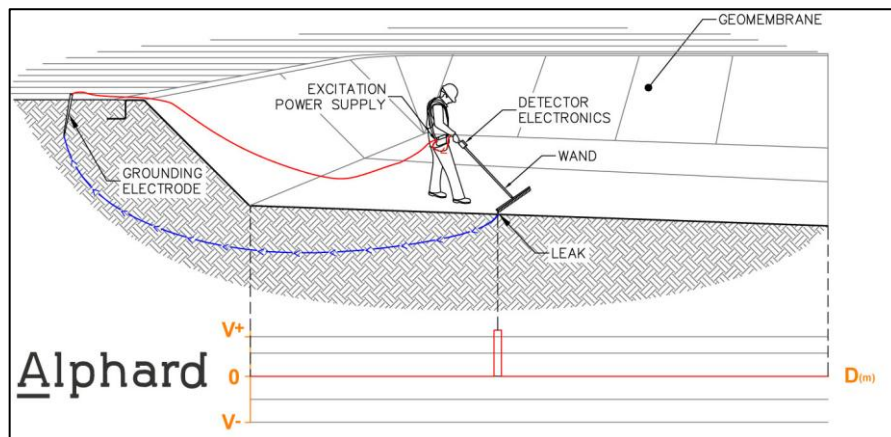 GEOMEMBRANE
EXCITATION
POWER SUPPLY
DETECTOR
ELECTRONICS
WAND
GROUNDING
ELECTRODE
LEAK
V+
Alphard
0
D(m)
V-